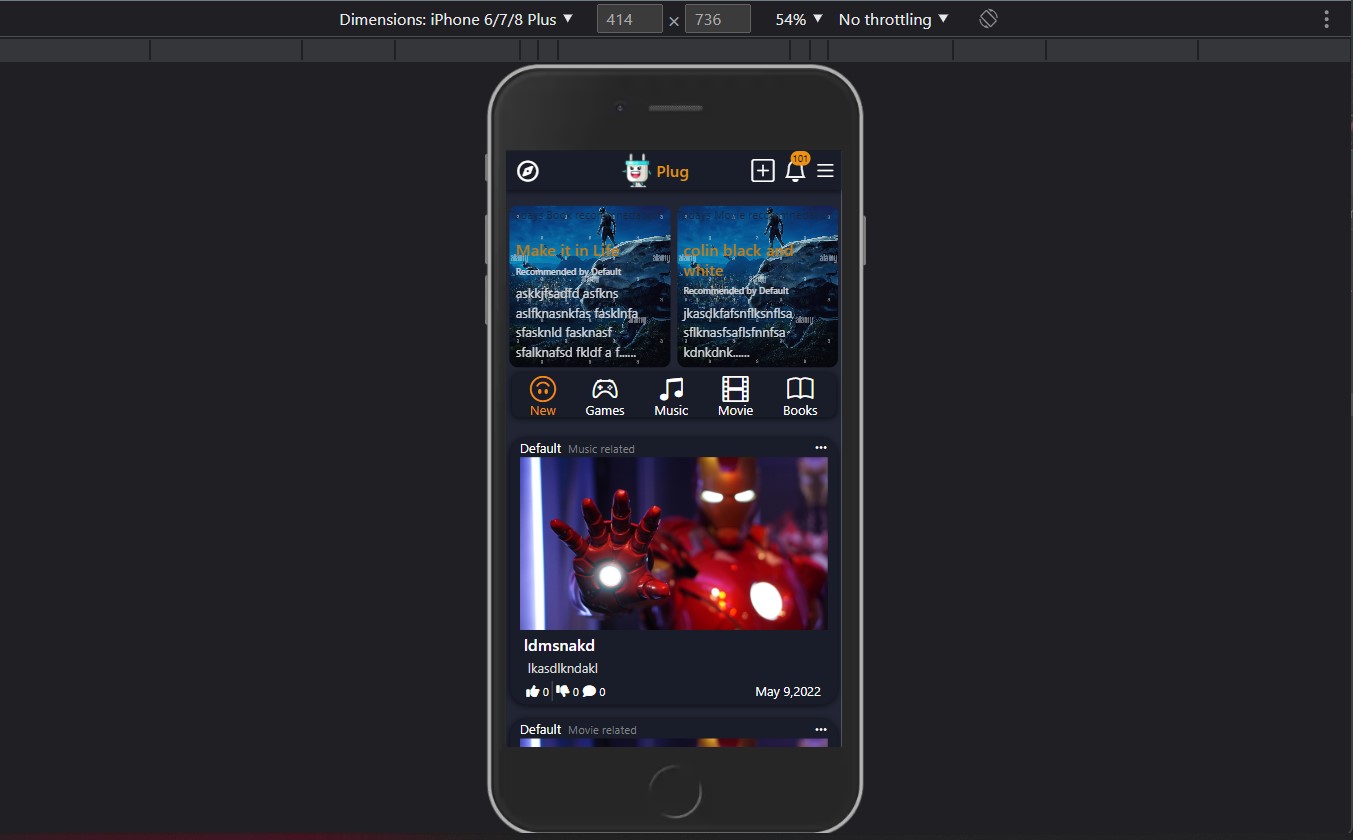 Dimensions: iPhone 6/7/8 Plus 414 × 736 54% No throttling
Plug 101
Make it in Life
Recommended by Default
askkjfsadfd asfkns
aslfknasnkfas fasklnfa
sfasknld fasknasf
sfalknafsd fkldf a f......
colin black and
white
Recommended by Default
jkasdkfafsnflksnflsa
sflknasfsaflsfnnfsa
kdnkdnk......
alamy
New Games Music Movie Books
Default Music related
ldmsnakd
lkasdlkndakl
0 0 0 May 9,2022
Default Movie related